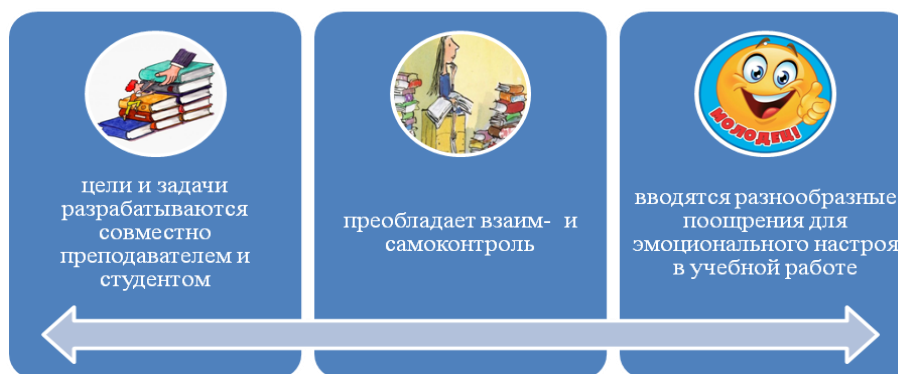 цели и задачи
разрабатываются
совместно
преподавателем и
студентом
преобладает взаим- и
самоконтроль
МОЛОДЕЦ!
вводятся разнообразные
поощрения для
эмоционального настроя
в учебной работе